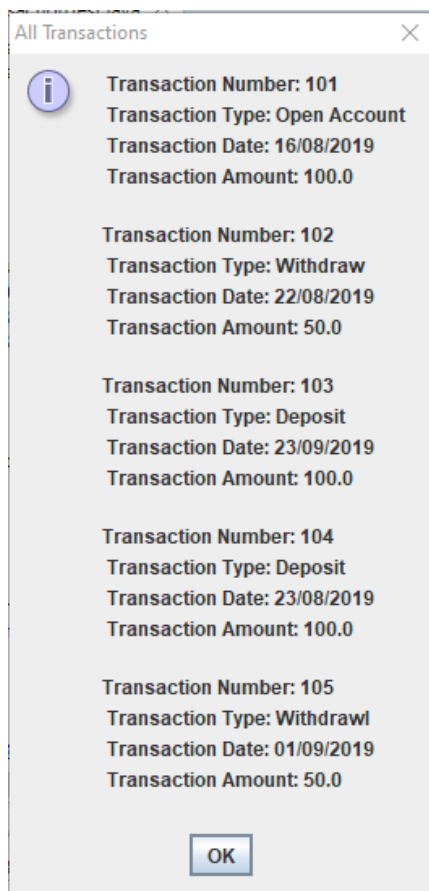 All Transactions
Transaction Number: 101
Transaction Type: Open Account
Transaction Date: 16/08/2019
Transaction Amount: 100.0
Transaction Number: 102
Transaction Type: Withdraw
Transaction Date: 22/08/2019
Transaction Amount: 50.0
Transaction Number: 103
Transaction Type: Deposit
Transaction Date: 23/09/2019
Transaction Amount: 100.0
Transaction Number: 104
Transaction Type: Deposit
Transaction Date: 23/08/2019
Transaction Amount: 100.0
Transaction Number: 105
Transaction Type: Withdrawl
Transaction Date: 01/09/2019
Transaction Amount: 50.0
OK